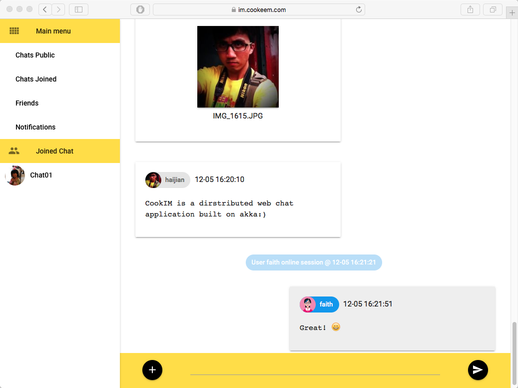 im.cookeem.com
Main menu
Chats Public
Chats Joined
Friends
Notifications
Joined Chat
Chat01
IMG_1615.JPG
haijian 12-05 16:20:10
CookIM is a dirstributed web chat
application built on akka:)
User faith online session @ 12-05 16:21:21
faith 12-05 16:21:51
Great! 😄